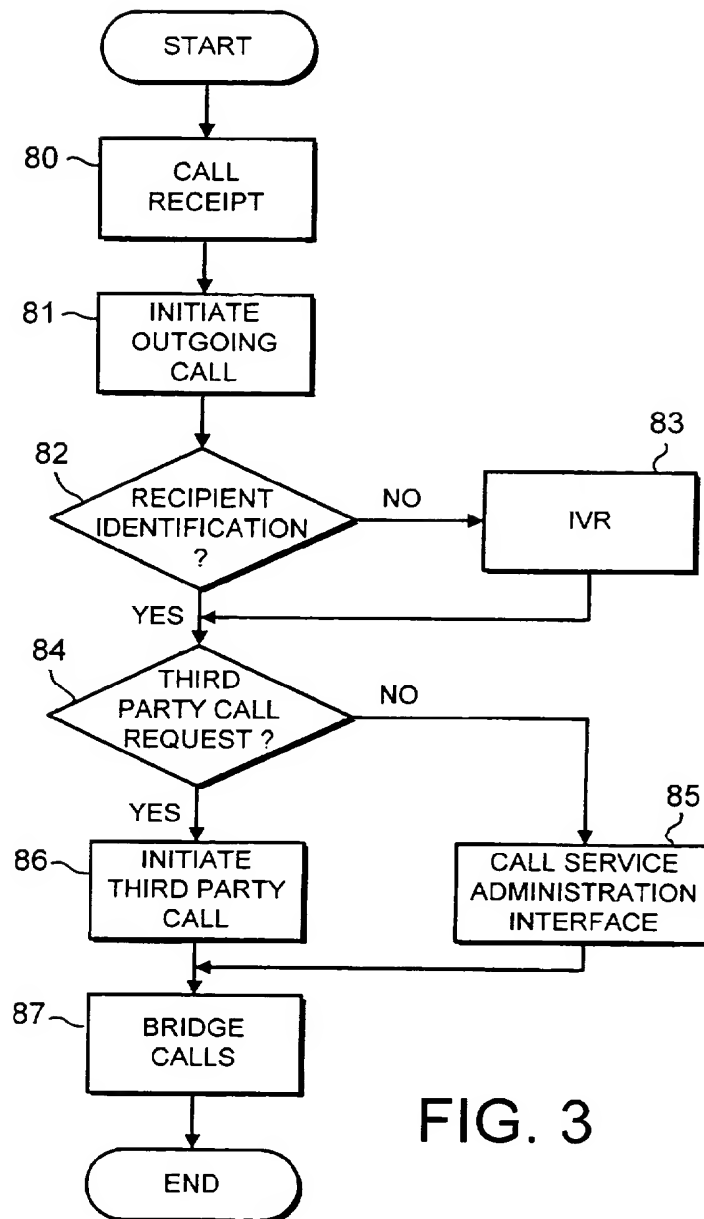 START
80
CALL
RECEIPT
81
INITIATE
OUTGOING
CALL
82
RECIPIENT
IDENTIFICATION
?
NO
83
IVR
YES
84
THIRD
PARTY CALL
REQUEST ?
NO
YES
86
INITIATE
THIRD PARTY
CALL
85
CALL SERVICE
ADMINISTRATION
INTERFACE
87
BRIDGE
CALLS
FIG. 3
END